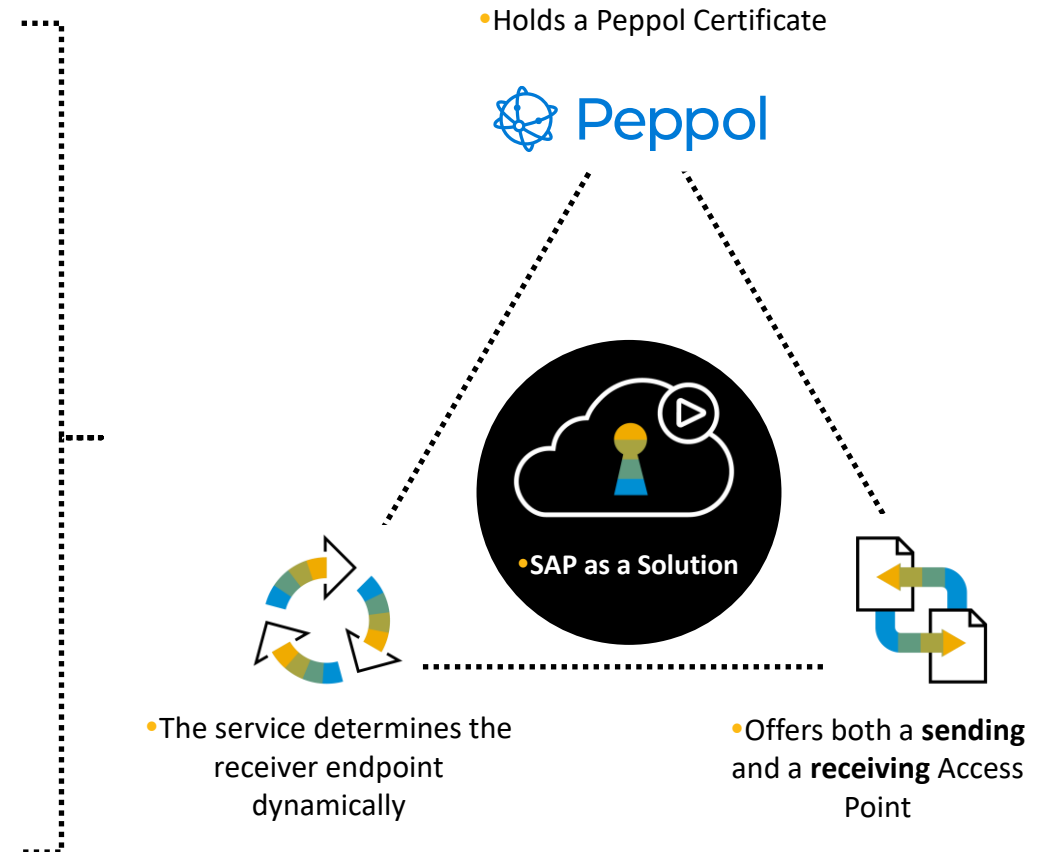 •Holds a Peppol Certificate
Peppol
•SAP as a Solution
•The service determines the
receiver endpoint
dynamically
•Offers both a sending
and a receiving Access
Point